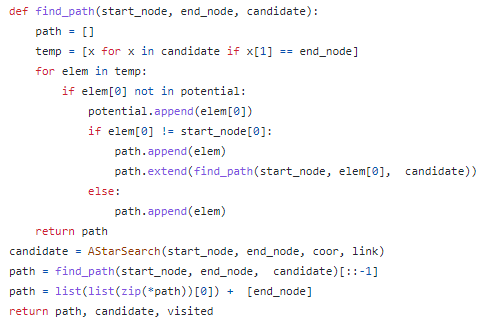 def find_path(start_node, end_node, candidate):
    path = []
    temp = [x for x in candidate if x[1] == end_node]
    for elem in temp:
        if elem[0] not in potential:
            potential.append(elem[0])
            if elem[0] != start_node[0]:
                path.append(elem)
                path.extend(find_path(start_node, elem[0],  candidate))
            else:
                path.append(elem)
    return path
candidate = AStarSearch(start_node, end_node, coor, link)
path = find_path(start_node, end_node,  candidate)[::-1]
path = list(list(zip(*path))[0]) +  [end_node]
return path, candidate, visited